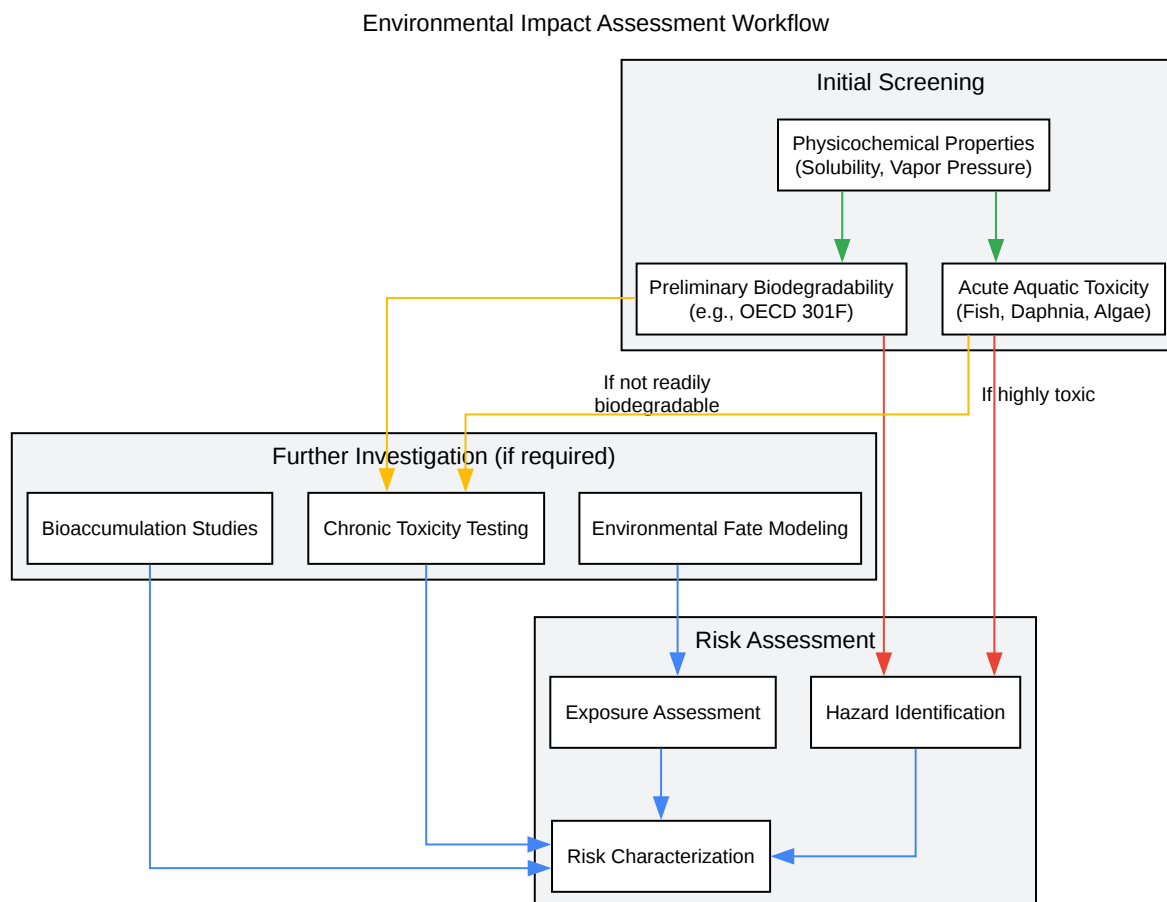 Environmental Impact Assessment Workflow
Initial Screening
Physicochemical Properties
(Solubility, Vapor Pressure)
Preliminary Biodegradability
(e.g., OECD 301F)
Acute Aquatic Toxicity
(Fish, Daphnia, Algae)
If not readily
biodegradable
If highly toxic
Further Investigation (if required)
Bioaccumulation Studies
Chronic Toxicity Testing
Environmental Fate Modeling
Risk Assessment
Exposure Assessment
Hazard Identification
Risk Characterization